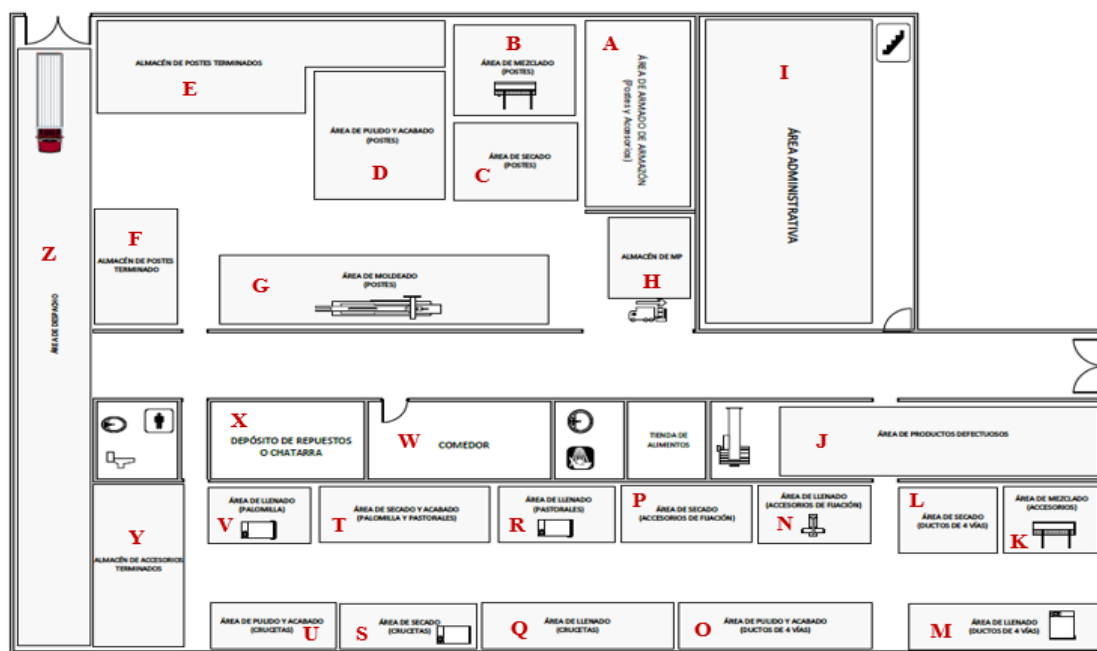 E
ALMACÉN DE POSTES TERMINADOS
B
ÁREA DE MEZCLADO
(POSTES)
A
ÁREA DE ARMADO DE ARMAZÓN
(Postes y Accesorios)
I
ÁREA ADMINISTRATIVA
D
ÁREA DE PULIDO Y ACABADO
(POSTES)
C
ÁREA DE SECADO
(POSTES)
Z
ÁREA DE DESPACHO
F
ALMACÉN DE POSTES
TERMINADO
G
ÁREA DE MOLDEADO
(POSTES)
ALMACÉN DE MP
H
X
DEPÓSITO DE REPUESTOS
O CHATARRA
W
COMEDOR
TIENDA DE
ALIMENTOS
J
ÁREA DE PRODUCTOS DEFECTUOSOS
Y
ALMACÉN DE ACCESORIOS
TERMINADOS
ÁREA DE LLENADO
(PALOMILLA)
V
ÁREA DE SECADO Y ACABADO
(PALOMILLA Y PASTORALES)
T
ÁREA DE LLENADO
(PASTORALES)
R
P
ÁREA DE SECADO
(ACCESORIOS DE FIJACIÓN)
ÁREA DE LLENADO
(ACCESORIOS DE FIJACIÓN)
N
L
ÁREA DE SECADO
(DUCTOS DE 4 VÍAS)
ÁREA DE MEZCLADO
(ACCESORIOS)
K
ÁREA DE PULIDO Y ACABADO
(CRUCETAS)
U
ÁREA DE SECADO
(CRUCETAS)
S
ÁREA DE LLENADO
(CRUCETAS)
Q
ÁREA DE PULIDO Y ACABADO
(DUCTOS DE 4 VÍAS)
O
ÁREA DE LLENADO
(DUCTOS DE 4 VÍAS)
M